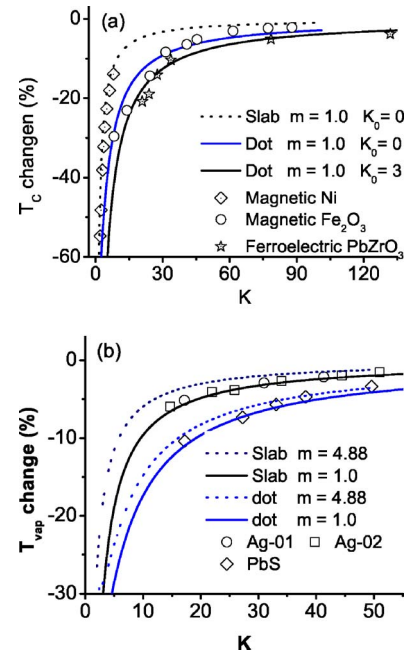 (a)
T_C changen (%)
0
-20
-40
-60
Slab m = 1.0 K_0 = 0
Dot m = 1.0 K_0 = 0
Dot m = 1.0 K_0 = 3
Magnetic Ni
Magnetic Fe_2O_3
Ferroelectric PbZrO_3
0 30 60 90 120
K
(b)
T_vap change (%)
0
-10
-20
-30
Slab m = 4.88
Slab m = 1.0
dot m = 4.88
dot m = 1.0
Ag-01 Ag-02
PbS
0 10 20 30 40 50
K